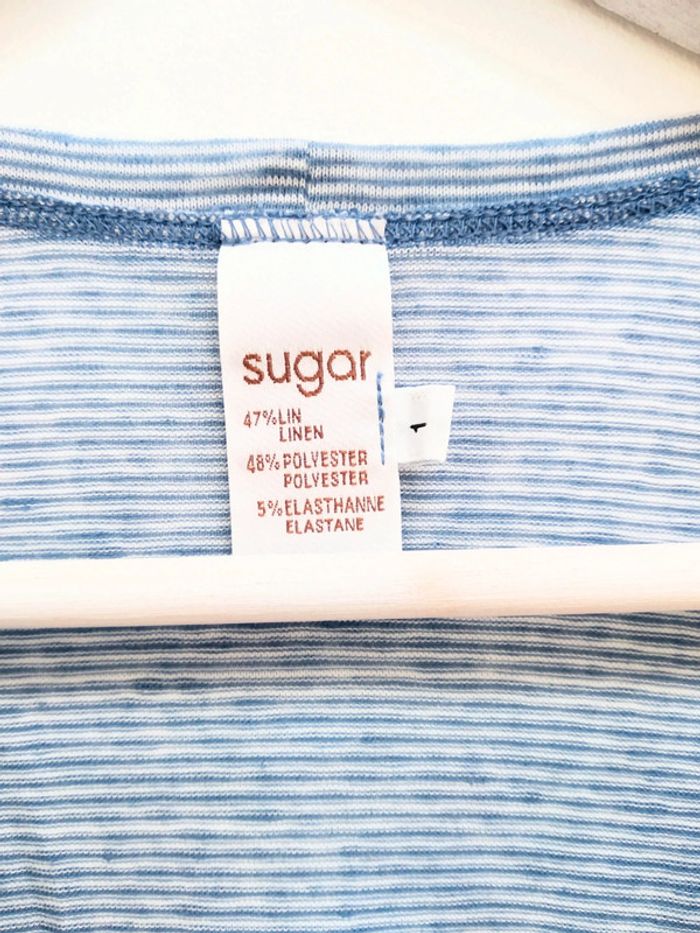 sugar
47% LIN
LINEN
48% POLYESTER
POLYESTER
5% ELASTHANNE
ELASTANE
1